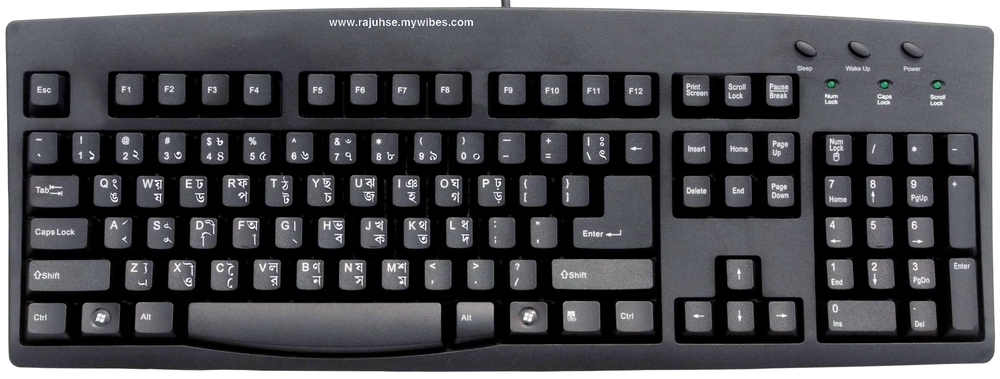 www.rajuhse.mywibes.com
Sleep Wake Up Power
Esc F1 F2 F3 F4 F5 F6 F7 F8 F9 F10 F11 F12 Print Screen Scroll Lock Pause Break
Num Lock Caps Lock Scroll Lock
~ ! @ # $ ৳ % ^ & ঁ * ( ) — + | ঃ
` 1 ১ 2 ২ 3 ৩ 4 ৪ 5 ৫ 6 ৬ 7 ৭ 8 ৮ 9 ৯ 0 ০ - = \ ৎ ←
Insert Home Page Up Num Lock / * -
Tab Q ং W য় E ঢ R ফ T ঠ Y ছ U ঝ I ঞ O ঘ P ঢ় { }
ঙ য ড প ট চ জ হ গ ড় [ ]
Delete End Page Down 7 Home 8 ↑ 9 PgUp +
Caps Lock A র্ S ূ D ী F অ G । H ভ J খ K থ L ধ : "
ৃ ু ি া ্ ব ক ত দ ; ' Enter
4 ← 5 6 →
Shift Z ্য X ৗ C ৈ V ল B ণ N ষ M শ < > ? Shift
্র ও ে র ন স ম , . /
↑ 1 End 2 ↓ 3 PgDn Enter
Ctrl Alt Alt Ctrl ← ↓ → 0 Ins . Del